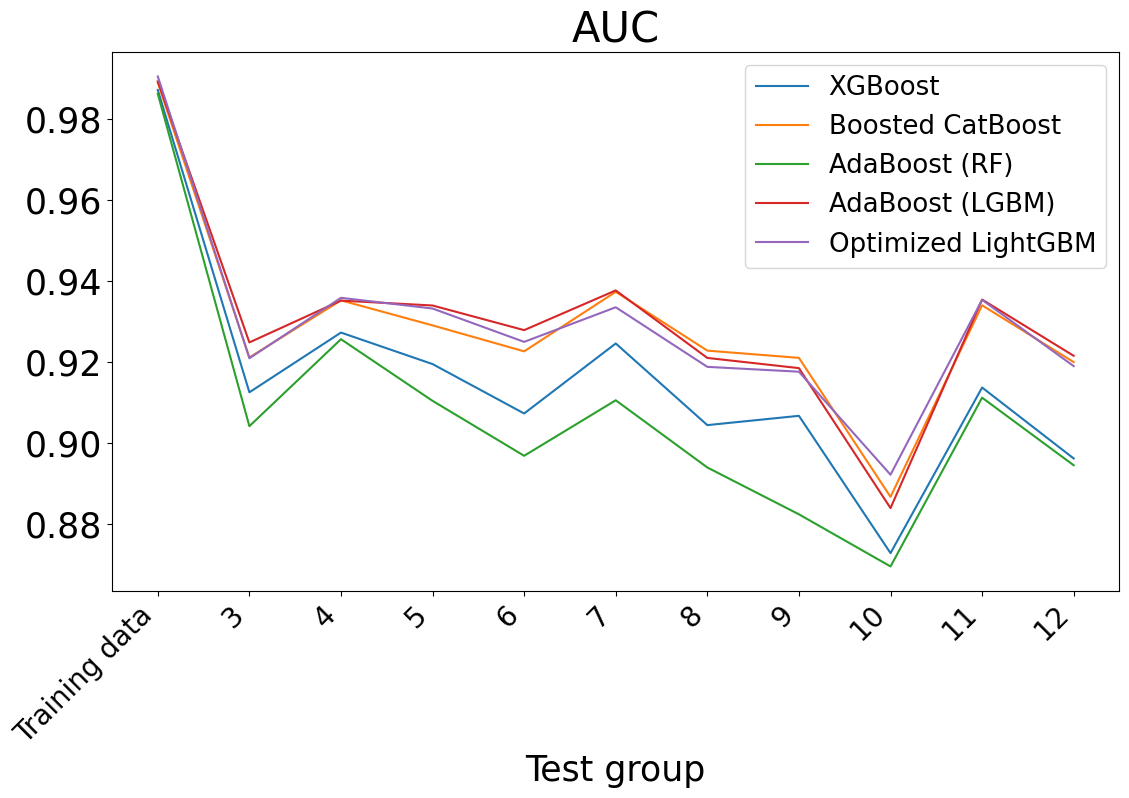 AUC
0.98
0.96
0.94
0.92
0.90
0.88
XGBoost
Boosted CatBoost
AdaBoost (RF)
AdaBoost (LGBM)
Optimized LightGBM
Training data
3
4
5
6
7
8
9
10
11
12
Test group